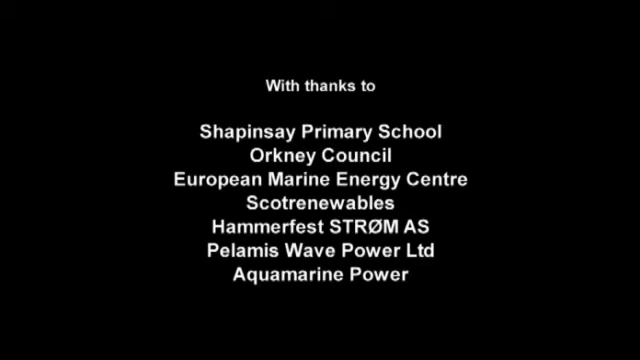 With thanks to
Shapinsay Primary School
Orkney Council
European Marine Energy Centre
Scotrenewables
Hammerfest STRØM AS
Pelamis Wave Power Ltd
Aquamarine Power